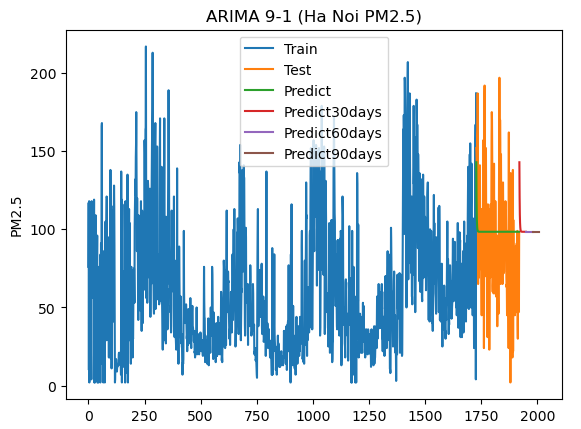 ARIMA 9-1 (Ha Noi PM2.5)
Train
Test
Predict
Predict30days
Predict60days
Predict90days
PM2.5
200
150
100
50
0
0 250 500 750 1000 1250 1500 1750 2000